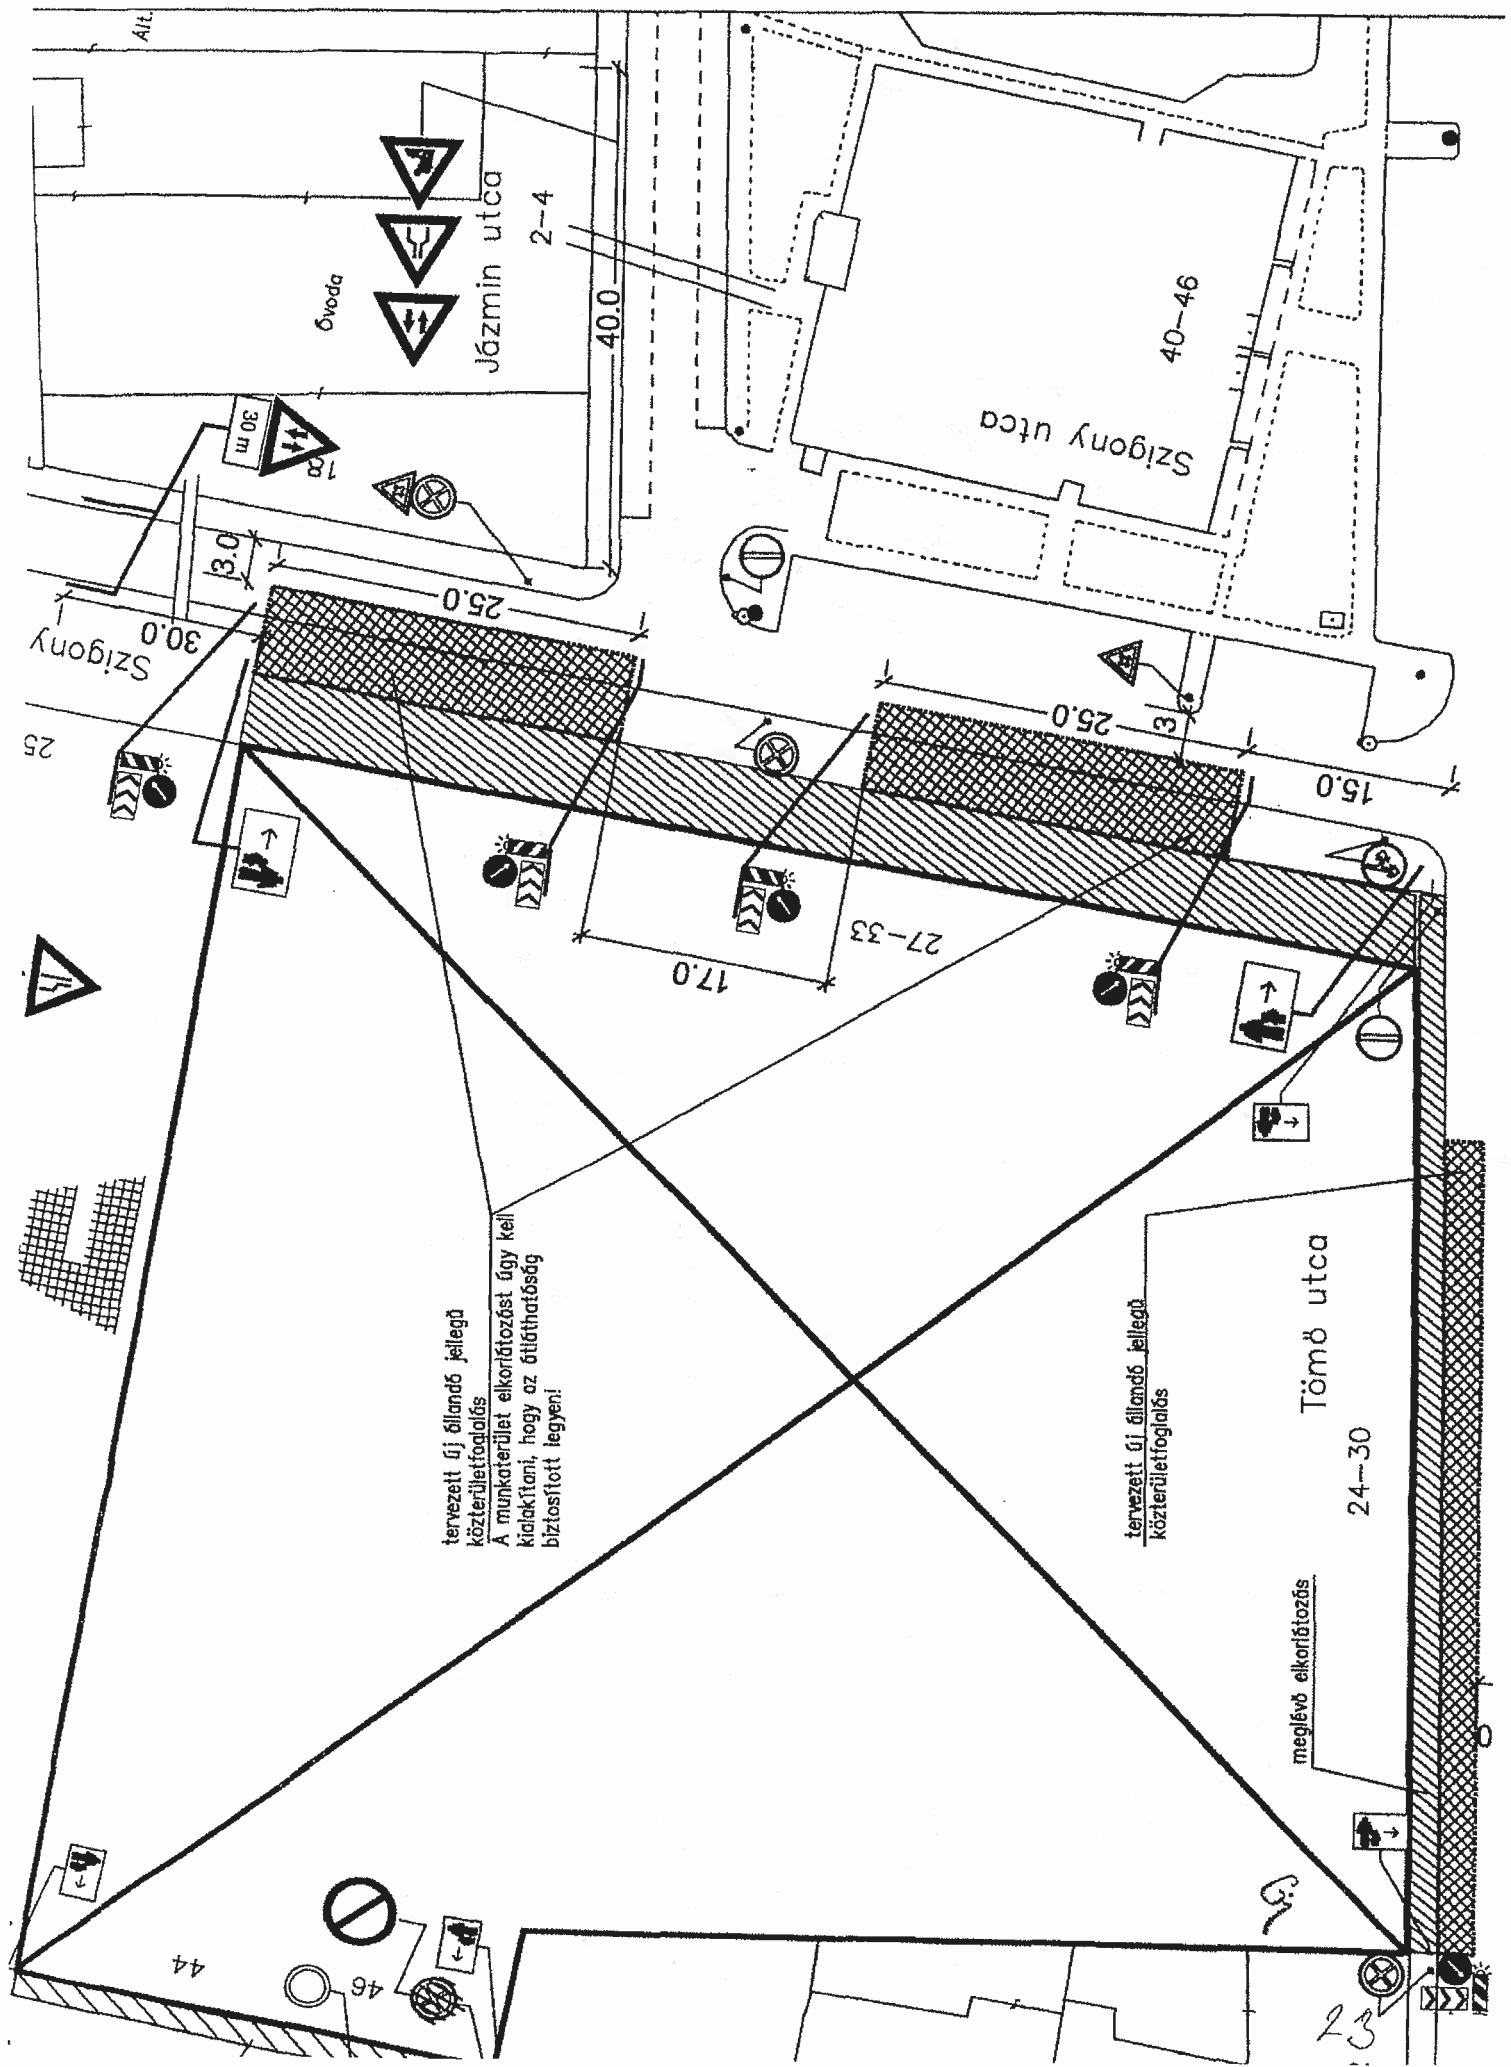 Ált.
Óvoda
Jázmin utca
2-4
40.0
30 m
3.0
25.0
30.0
Szigony
25
40-46
Szigony utca
25.0
3
15.0
17.0
27-33
tervezett új állandó jellegű
közterületfoglalás
A munkaterület elkorlátozást úgy kell
kialakítani, hogy az átláthatóság
biztosított legyen!
tervezett új állandó jellegű
közterületfoglalás
Tömő utca
24-30
meglévő elkorlátozás
0
44
46
23